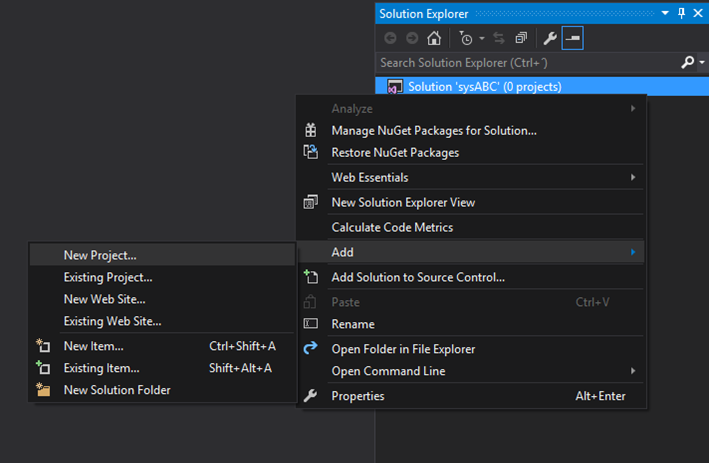 Solution Explorer
Search Solution Explorer (Ctrl+´)
Solution 'sysABC' (0 projects)
Analyze
Manage NuGet Packages for Solution...
Restore NuGet Packages
Web Essentials
New Solution Explorer View
Calculate Code Metrics
Add
Add Solution to Source Control...
Paste Ctrl+V
Rename
Open Folder in File Explorer
Open Command Line
Properties Alt+Enter
New Project...
Existing Project...
New Web Site...
Existing Web Site...
New Item... Ctrl+Shift+A
Existing Item... Shift+Alt+A
New Solution Folder